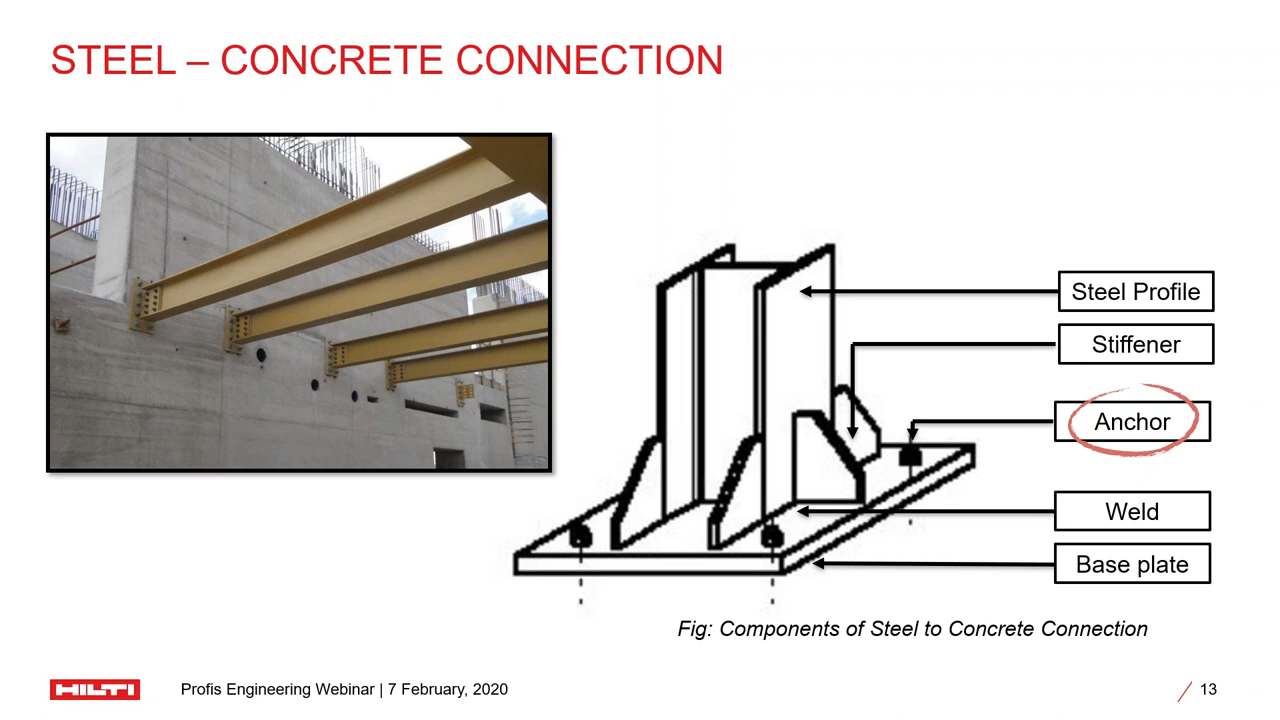 STEEL – CONCRETE CONNECTION
Steel Profile
Stiffener
Anchor
Weld
Base plate
Fig: Components of Steel to Concrete Connection
HILTI
Profis Engineering Webinar | 7 February, 2020
13